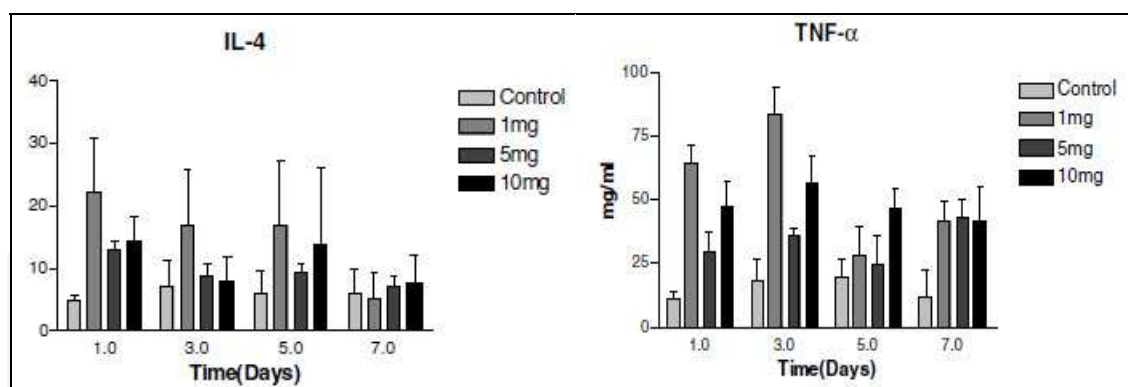 IL-4
40
30
20
10
0
1.0 3.0 5.0 7.0
Time(Days)
Control
1mg
5mg
10mg
TNF-α
mg/ml
100
75
50
25
0
1.0 3.0 5.0 7.0
Time(Days)
Control
1mg
5mg
10mg